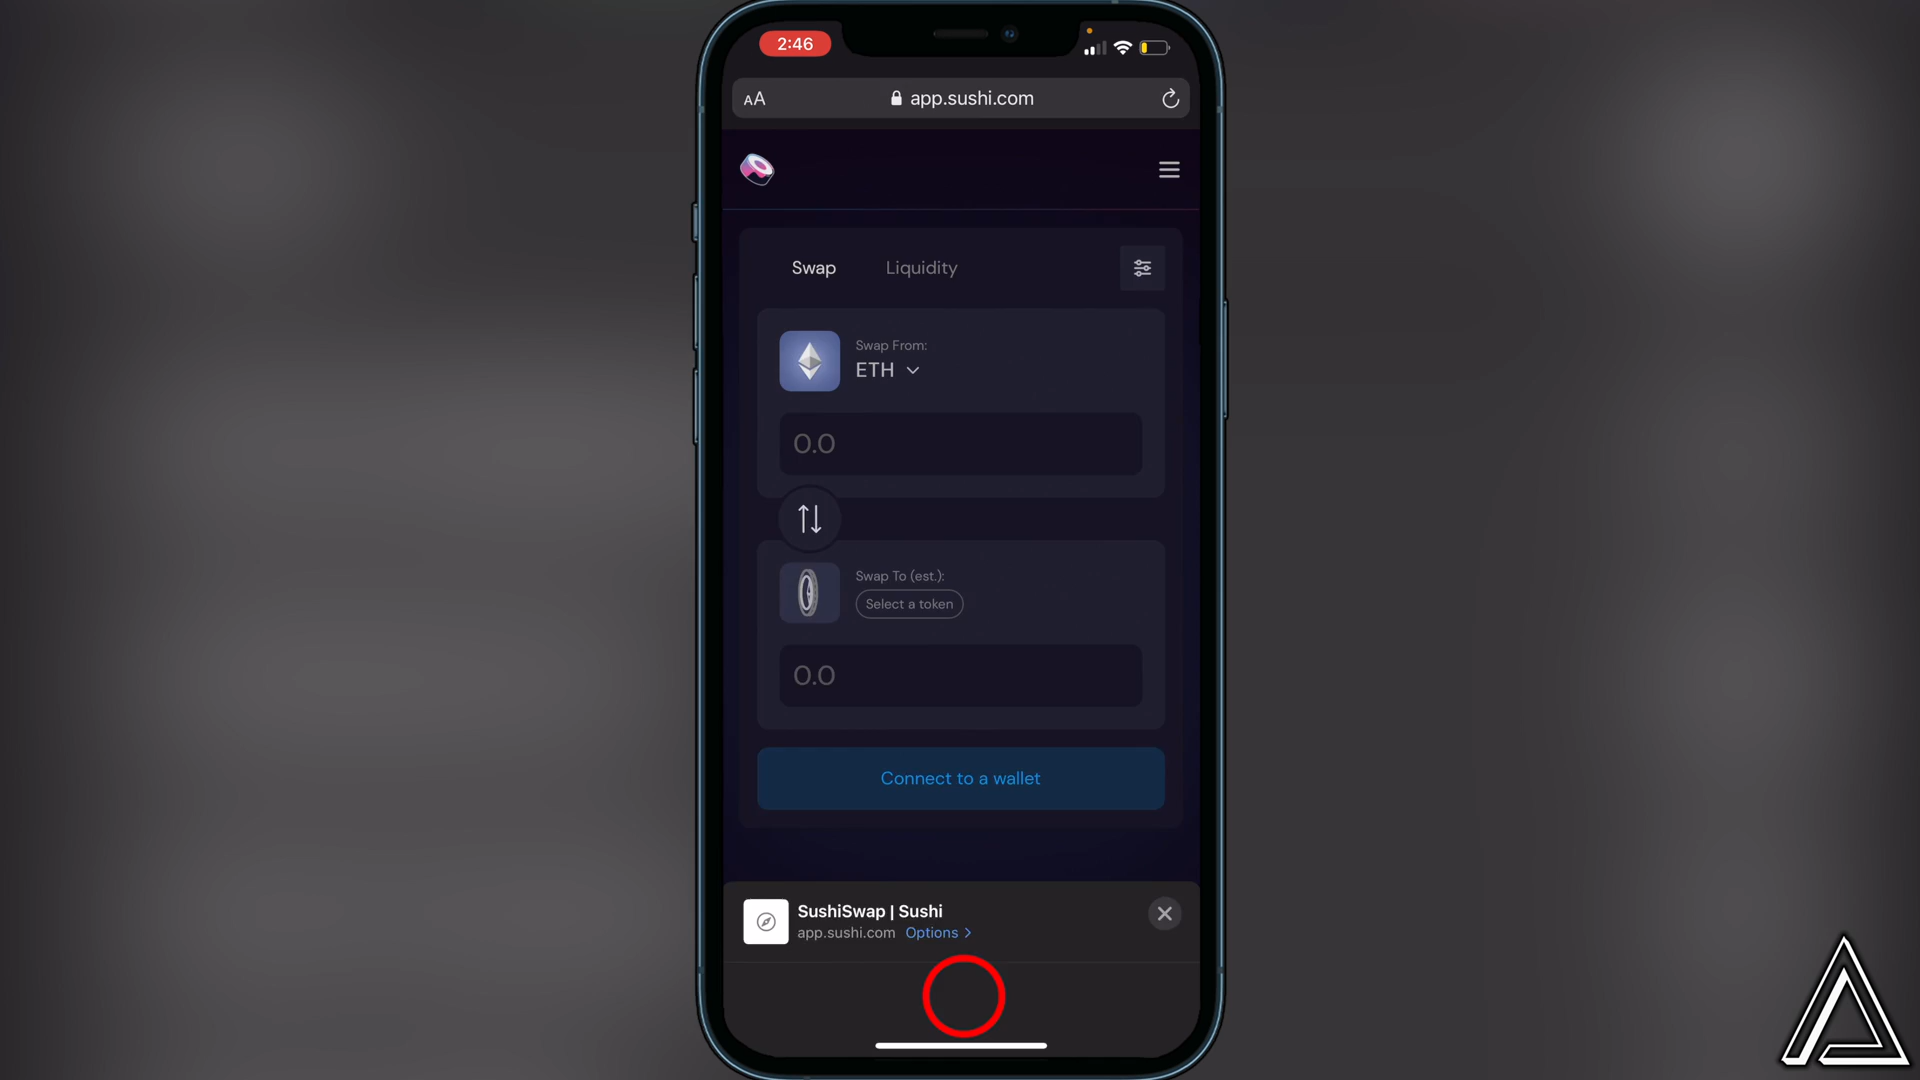 2:46
AA
app.sushi.com
Swap Liquidity
Swap From:
ETH
0.0
Swap To (est.):
Select a token
0.0
Connect to a wallet
SushiSwap | Sushi
app.sushi.com Options >